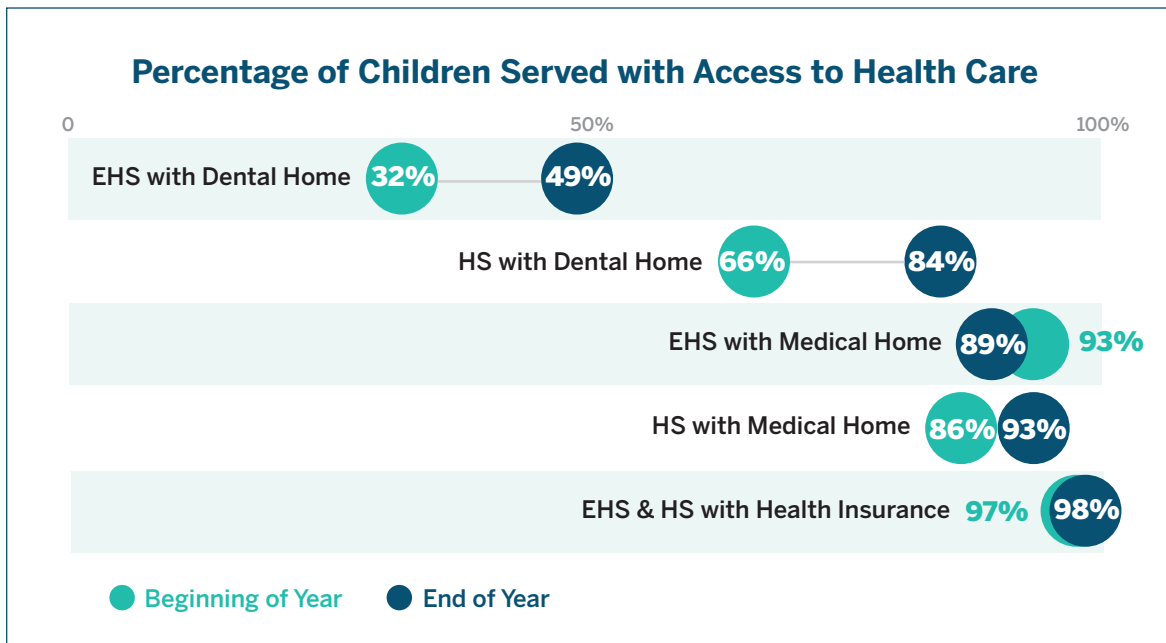 Percentage of Children Served with Access to Health Care
0 50% 100%
EHS with Dental Home 32% 49%
HS with Dental Home 66% 84%
EHS with Medical Home 89% 93%
HS with Medical Home 86% 93%
EHS & HS with Health Insurance 97% 98%
Beginning of Year End of Year